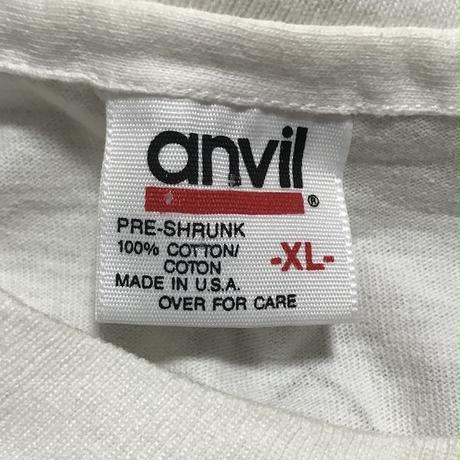 anvil®
PRE-SHRUNK
100% COTTON/
COTON
-XL-
MADE IN U.S.A.
OVER FOR CARE